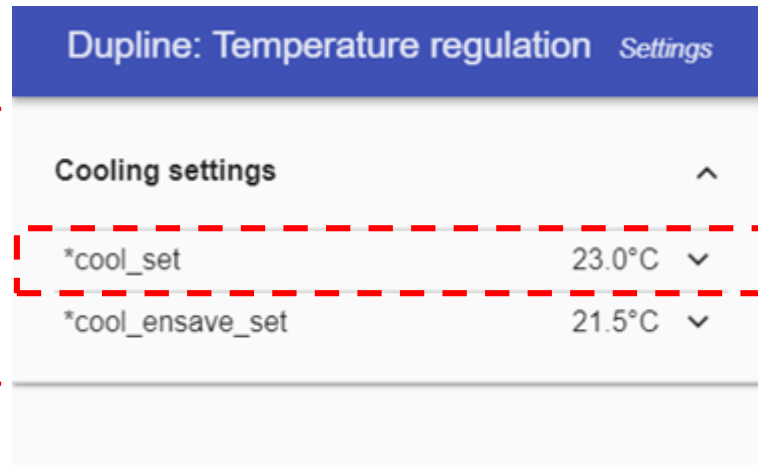 Dupline: Temperature regulation Settings
Cooling settings
*cool_set 23.0°C
*cool_ensave_set 21.5°C